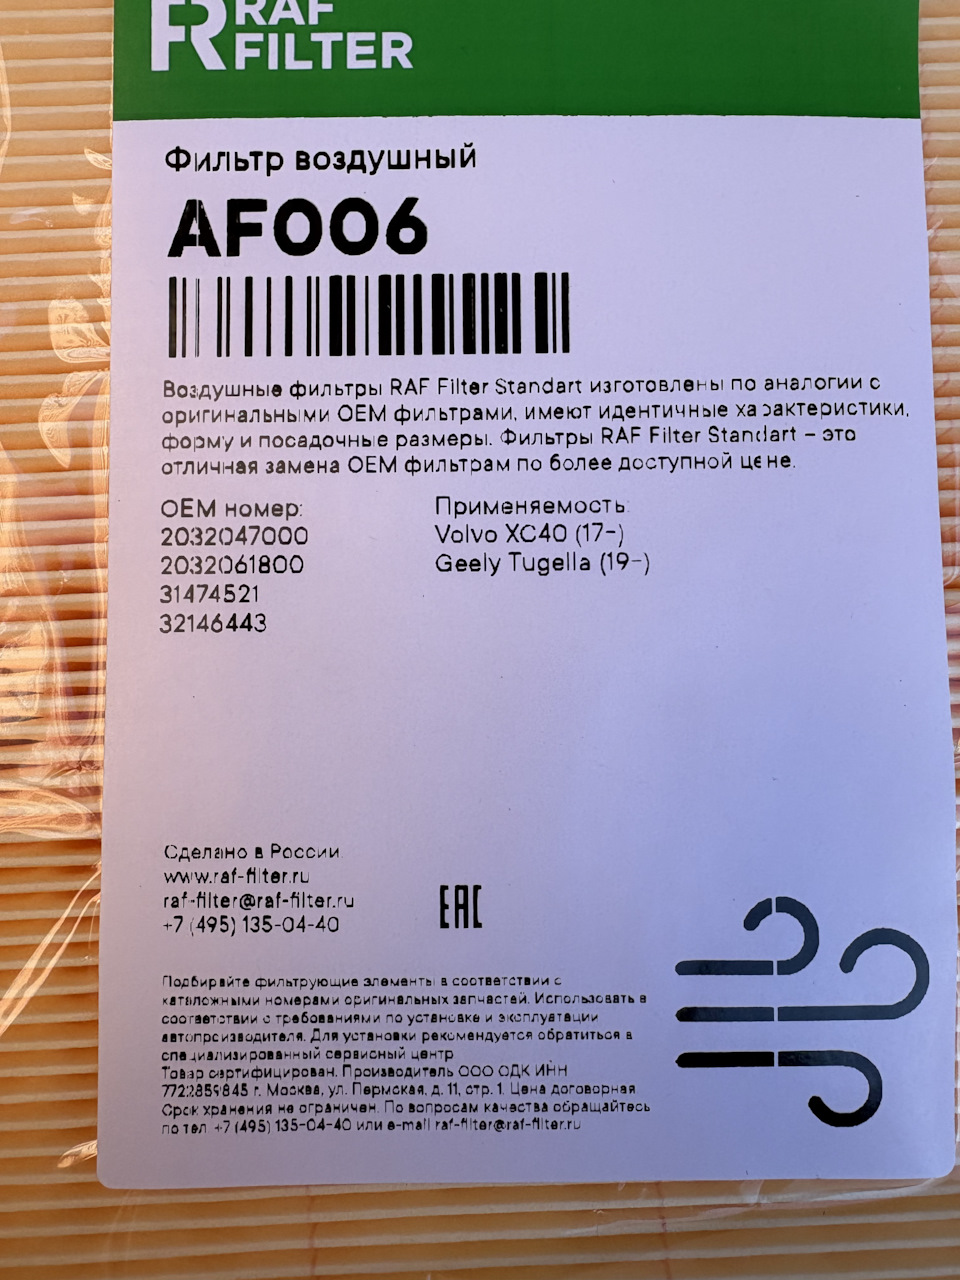 RAF
FILTER
Фильтр воздушный
AF006
Воздушные фильтры RAF Filter Standart изготовлены по аналогии с
оригинальными OEM фильтрами, имеют идентичные характеристики,
форму и посадочные размеры. Фильтры RAF Filter Standart – это
отличная замена OEM фильтрам по более доступной цене.
OEM номер:
2032047000
2032061800
31474521
32146443
Применяемость:
Volvo XC40 (17-)
Geely Tugella (19-)
Сделано в России
www.raf-filter.ru
raf-filter@raf-filter.ru
+7 (495) 135-04-40
EAC
Подбирайте фильтрующие элементы в соответствии с
каталожными номерами оригинальных запчастей. Использовать в
соответствии с требованиями по установке и эксплуатации
автопроизводителя. Для установки рекомендуется обратиться в
специализированный сервисный центр
Товар сертифицирован. Производитель ООО ОДК ИНН
7722859845 г. Москва, ул. Пермская, д. 11, стр. 1. Цена договорная.
Срок хранения не ограничен. По вопросам качества обращайтесь
по тел. +7 (495) 135-04-40 или e-mail raf-filter@raf-filter.ru